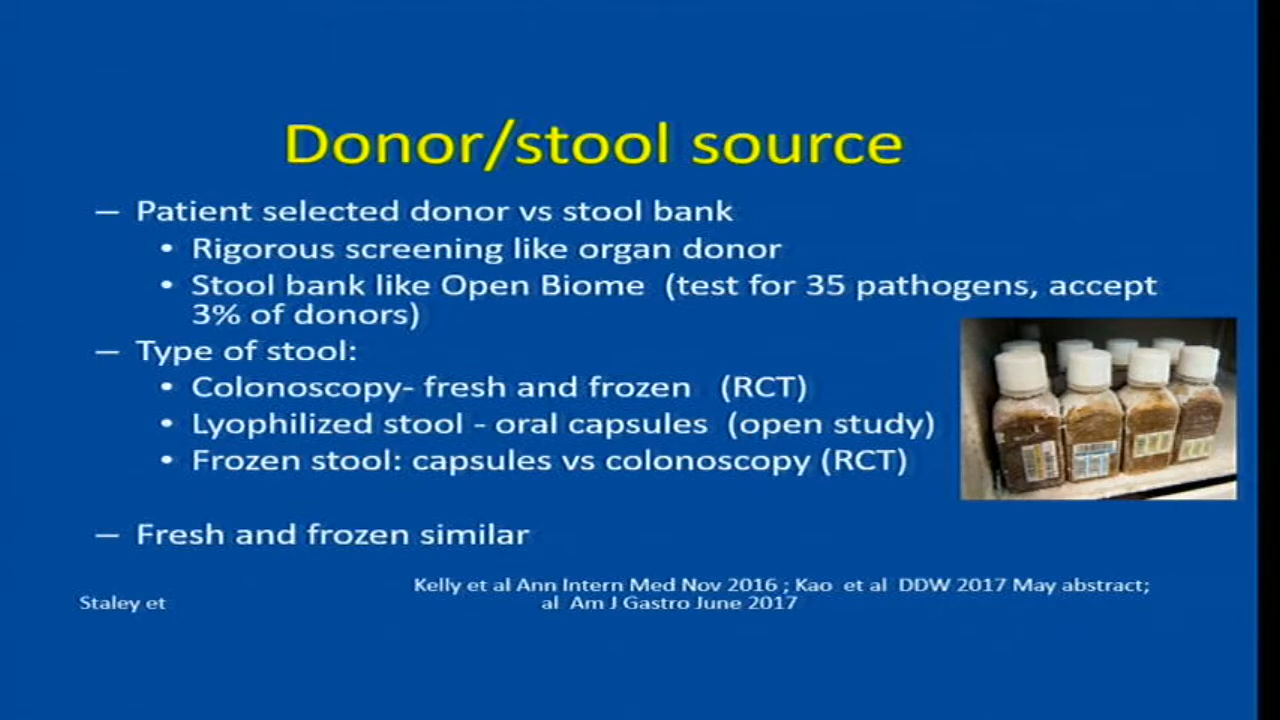 Donor/stool source
– Patient selected donor vs stool bank
• Rigorous screening like organ donor
• Stool bank like Open Biome (test for 35 pathogens, accept
3% of donors)
– Type of stool:
• Colonoscopy- fresh and frozen (RCT)
• Lyophilized stool - oral capsules (open study)
• Frozen stool: capsules vs colonoscopy (RCT)
– Fresh and frozen similar
Kelly et al Ann Intern Med Nov 2016 ; Kao et al DDW 2017 May abstract;
Staley et al Am J Gastro June 2017